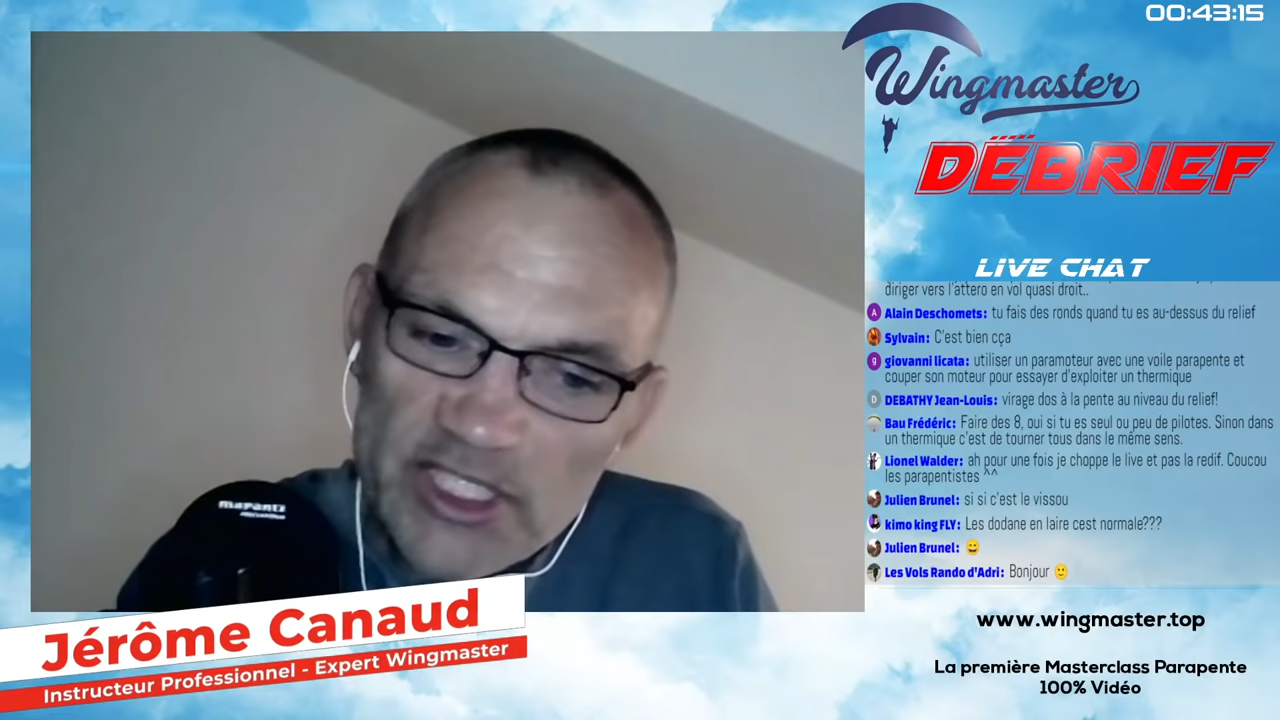 00:43:15
Wingmaster
DËBRIEF
LIVE CHAT
diriger vers l'attero en vol quasi droit..
A Alain Deschomets: tu fais des ronds quand tu es au-dessus du relief
Sylvain: C'est bien cça
g giovanni licata: utiliser un paramoteur avec une voile parapente et
couper son moteur pour essayer d'exploiter un thermique
D DEBATHY Jean-Louis: virage dos à la pente au niveau du relief!
Bau Frédéric: Faire des 8, oui si tu es seul ou peu de pilotes. Sinon dans
un thermique c'est de tourner tous dans le même sens.
Lionel Walder: ah pour une fois je choppe le live et pas la redif. Coucou
les parapentistes ^^
Julien Brunel: si si c'est le vissou
kimo king FLY: Les dodane en laire cest normale???
Julien Brunel: 😄
Les Vols Rando d'Adri: Bonjour 🙂
marantz
Jérôme Canaud
Instructeur Professionnel - Expert Wingmaster
www.wingmaster.top
La première Masterclass Parapente
100% Vidéo